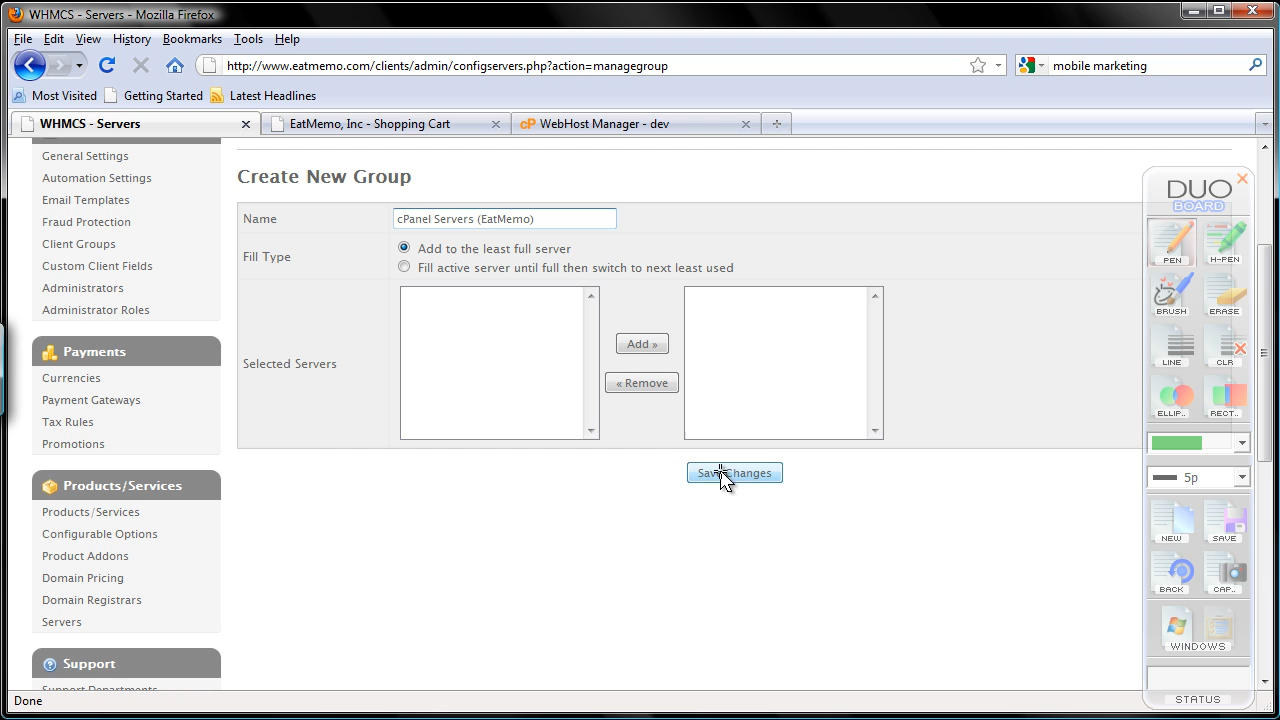 WHMCS - Servers - Mozilla Firefox
File Edit View History Bookmarks Tools Help
http://www.eatmemo.com/clients/admin/configservers.php?action=managegroup
mobile marketing
Most Visited Getting Started Latest Headlines
WHMCS - Servers
EatMemo, Inc - Shopping Cart
cP WebHost Manager - dev
General Settings
Automation Settings
Email Templates
Fraud Protection
Client Groups
Custom Client Fields
Administrators
Administrator Roles
Payments
Currencies
Payment Gateways
Tax Rules
Promotions
Products/Services
Products/Services
Configurable Options
Product Addons
Domain Pricing
Domain Registrars
Servers
Support
Support Departments
Create New Group
Name cPanel Servers (EatMemo)
Fill Type
Add to the least full server
Fill active server until full then switch to next least used
Selected Servers
Add »
« Remove
Save Changes
DUO
BOARD
PEN H-PEN
BRUSH ERASE
LINE CLR
ELLIP.. RECT..
5p
NEW SAVE
BACK CAP..
WINDOWS
STATUS
Done